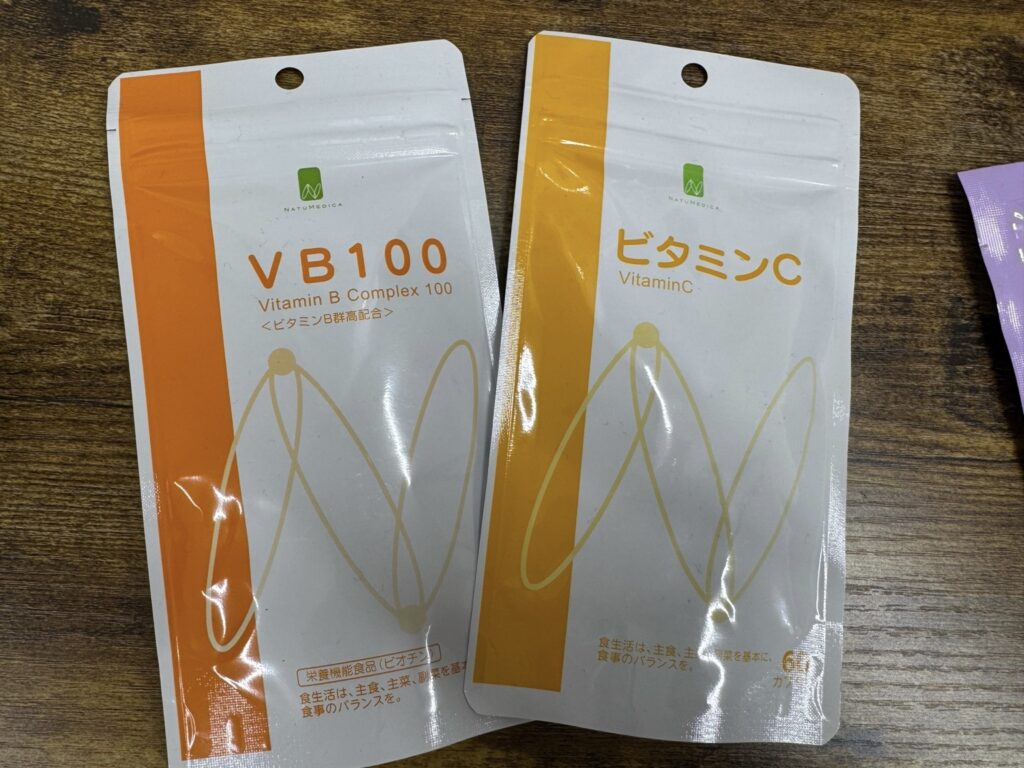 NATUMEDICA
VB100
Vitamin B Complex 100
<ビタミンB群高配合>
栄養機能食品(ビオチン)
食生活は、主食、主菜、副菜を基本
食事のバランスを。
NATUMEDICA
ビタミンC
VitaminC
食生活は、主食、主菜、副菜を基本に、
食事のバランスを。